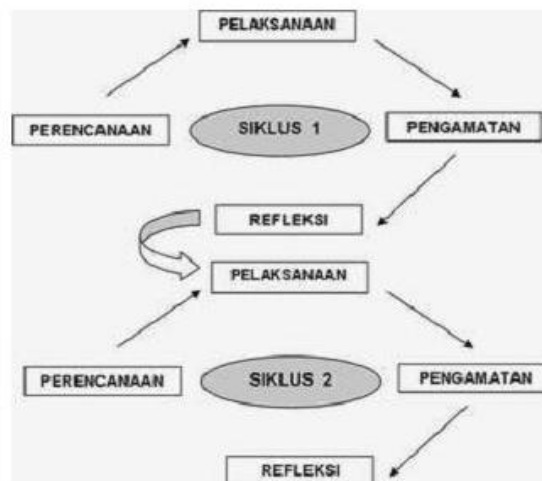 PELAKSANAAN
PERENCANAAN
SIKLUS 1
PENGAMATAN
REFLEKSI
PELAKSANAAN
PERENCANAAN
SIKLUS 2
PENGAMATAN
REFLEKSI